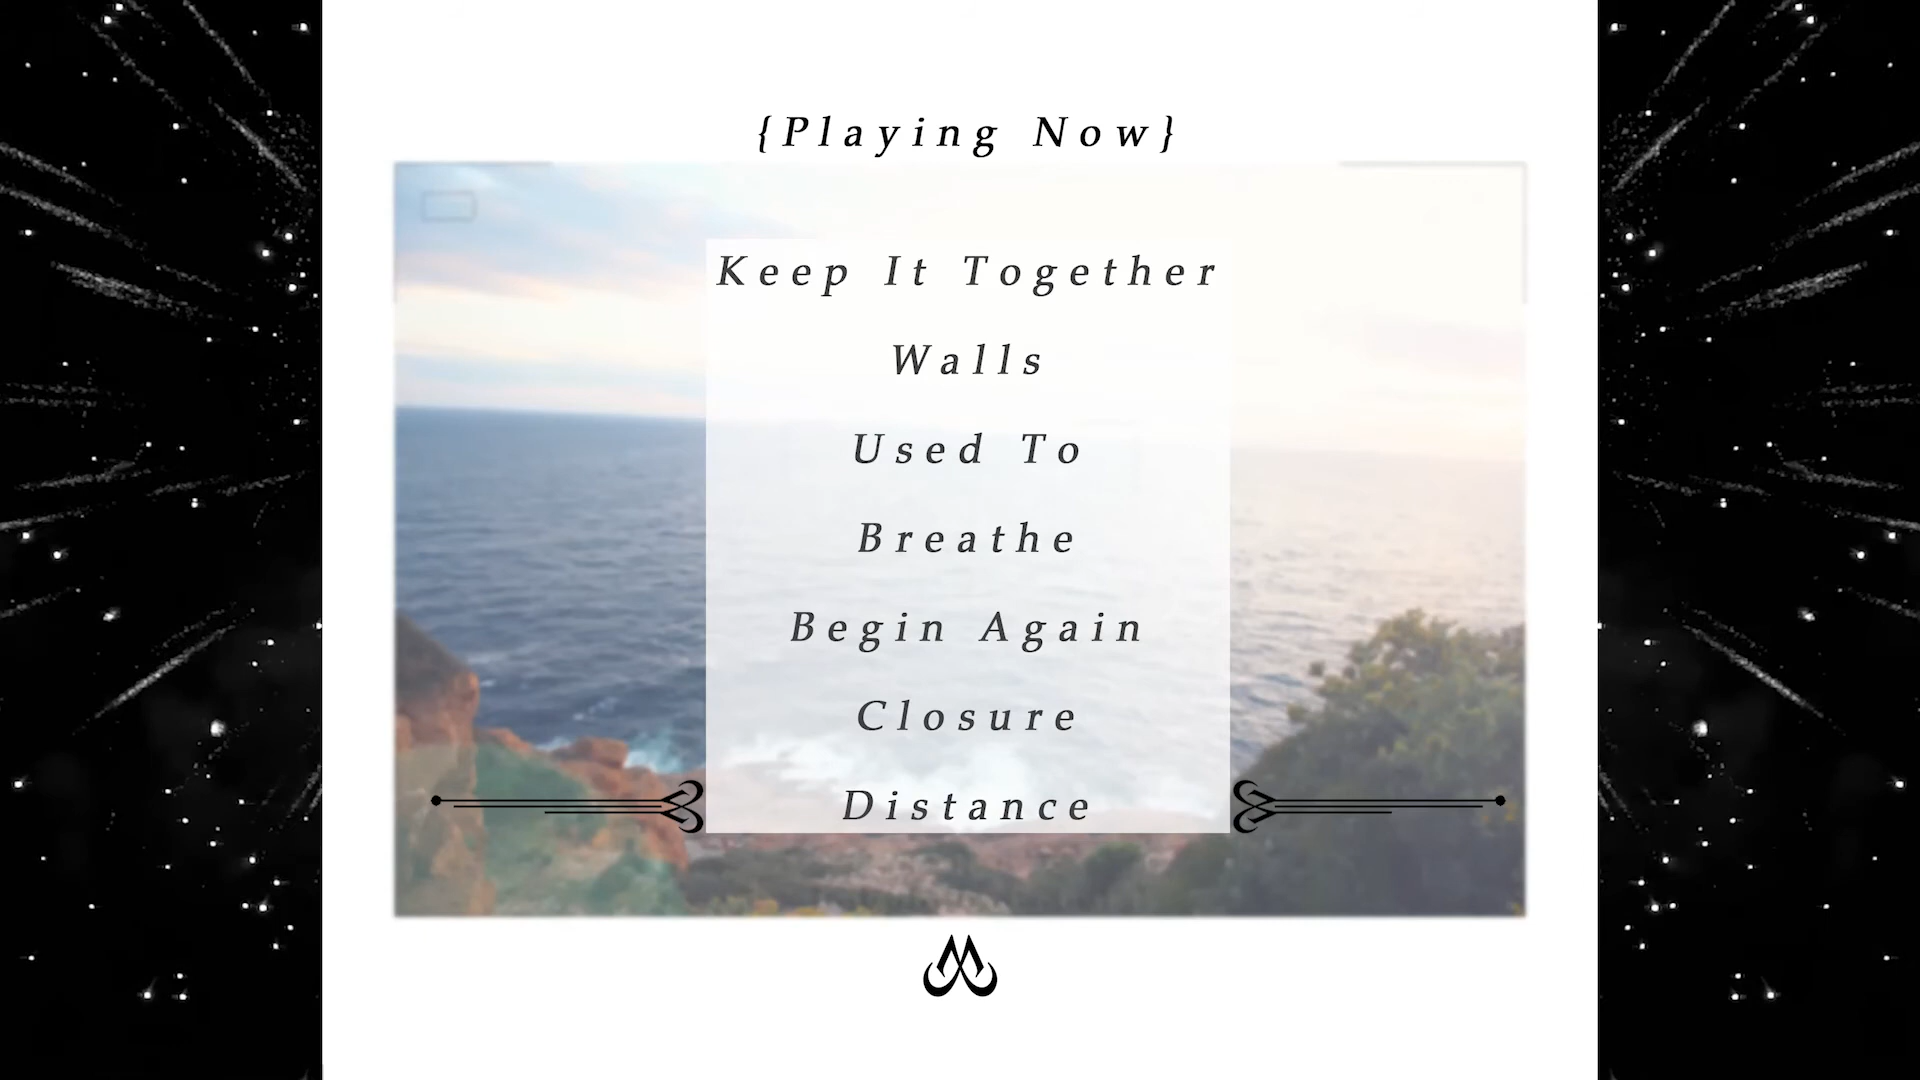 {Playing Now}
Keep It Together
Walls
Used To
Breathe
Begin Again
Closure
Distance